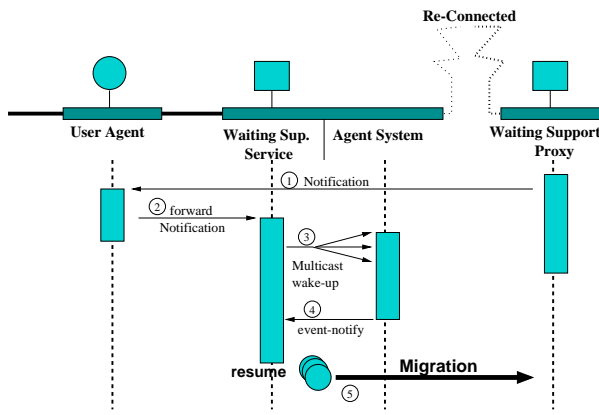 Re-Connected
User Agent
Waiting Sup.
Service
Agent System
Waiting Support
Proxy
1 Notification
2 forward
Notification
3
Multicast
wake-up
4
event-notify
resume
Migration
5